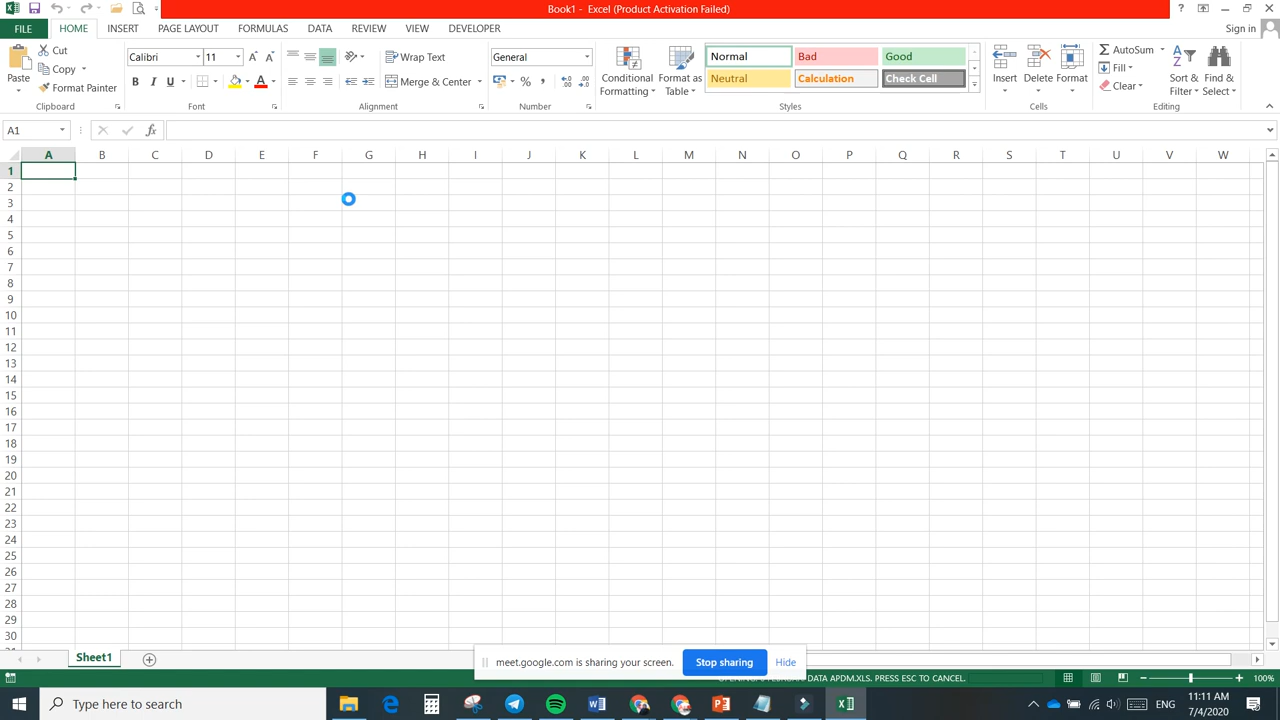 Book1 - Excel (Product Activation Failed)
?
FILE HOME INSERT PAGE LAYOUT FORMULAS DATA REVIEW VIEW DEVELOPER Sign in
Paste
Cut
Copy
Format Painter
Clipboard
Calibri 11
B I U
Font
Wrap Text
Merge & Center
Alignment
General
%
Number
Conditional Formatting
Format as Table
Normal Bad Good
Neutral Calculation Check Cell
Styles
Insert Delete Format
Cells
AutoSum
Fill
Clear
Sort & Filter
Find & Select
Editing
A1 fx
A B C D E F G H I J K L M N O P Q R S T U V W
1
2
3
4
5
6
7
8
9
10
11
12
13
14
15
16
17
18
19
20
21
22
23
24
25
26
27
28
29
30
Sheet1
meet.google.com is sharing your screen. Stop sharing Hide
DATA APDM.XLS. PRESS ESC TO CANCEL. 100%
Type here to search
ENG
11:11 AM
7/4/2020